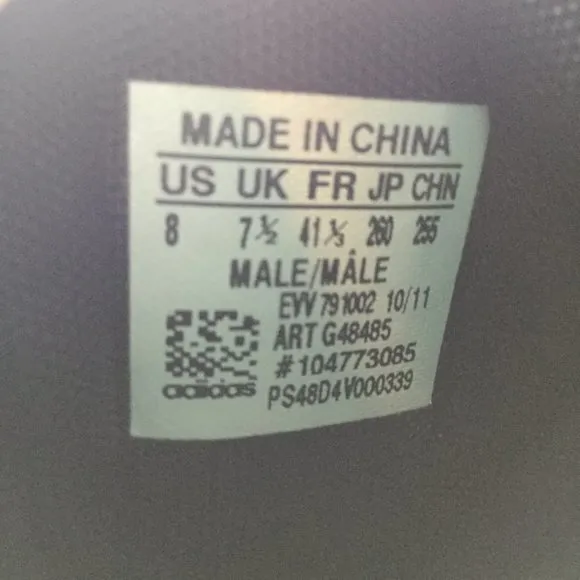 MADE IN CHINA
US UK FR JP CHN
8 7½ 41⅓ 260 255
MALE/MÂLE
EVV 791002 10/11
ART G48485
#104773085
adidas PS48D4V000339